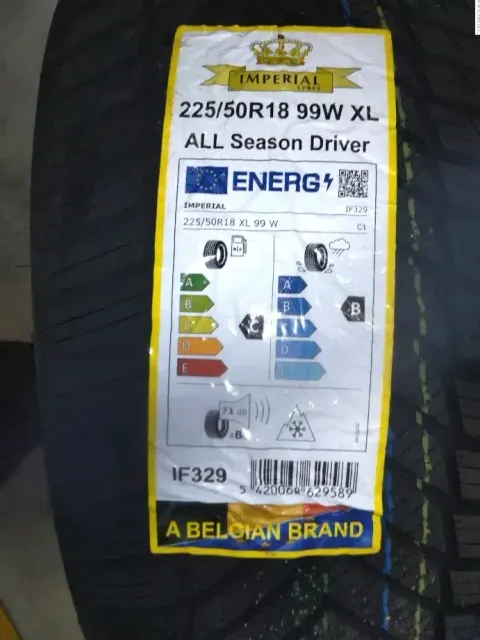 IMPERIAL
TYRES
225/50R18 99W XL
ALL Season Driver
ENERG
IMPERIAL IF329
225/50R18 XL 99 W C1
A A
B B B
C C
D D
E
71 dB
B
IF329
5 420068 629589
A BELGIAN BRAND